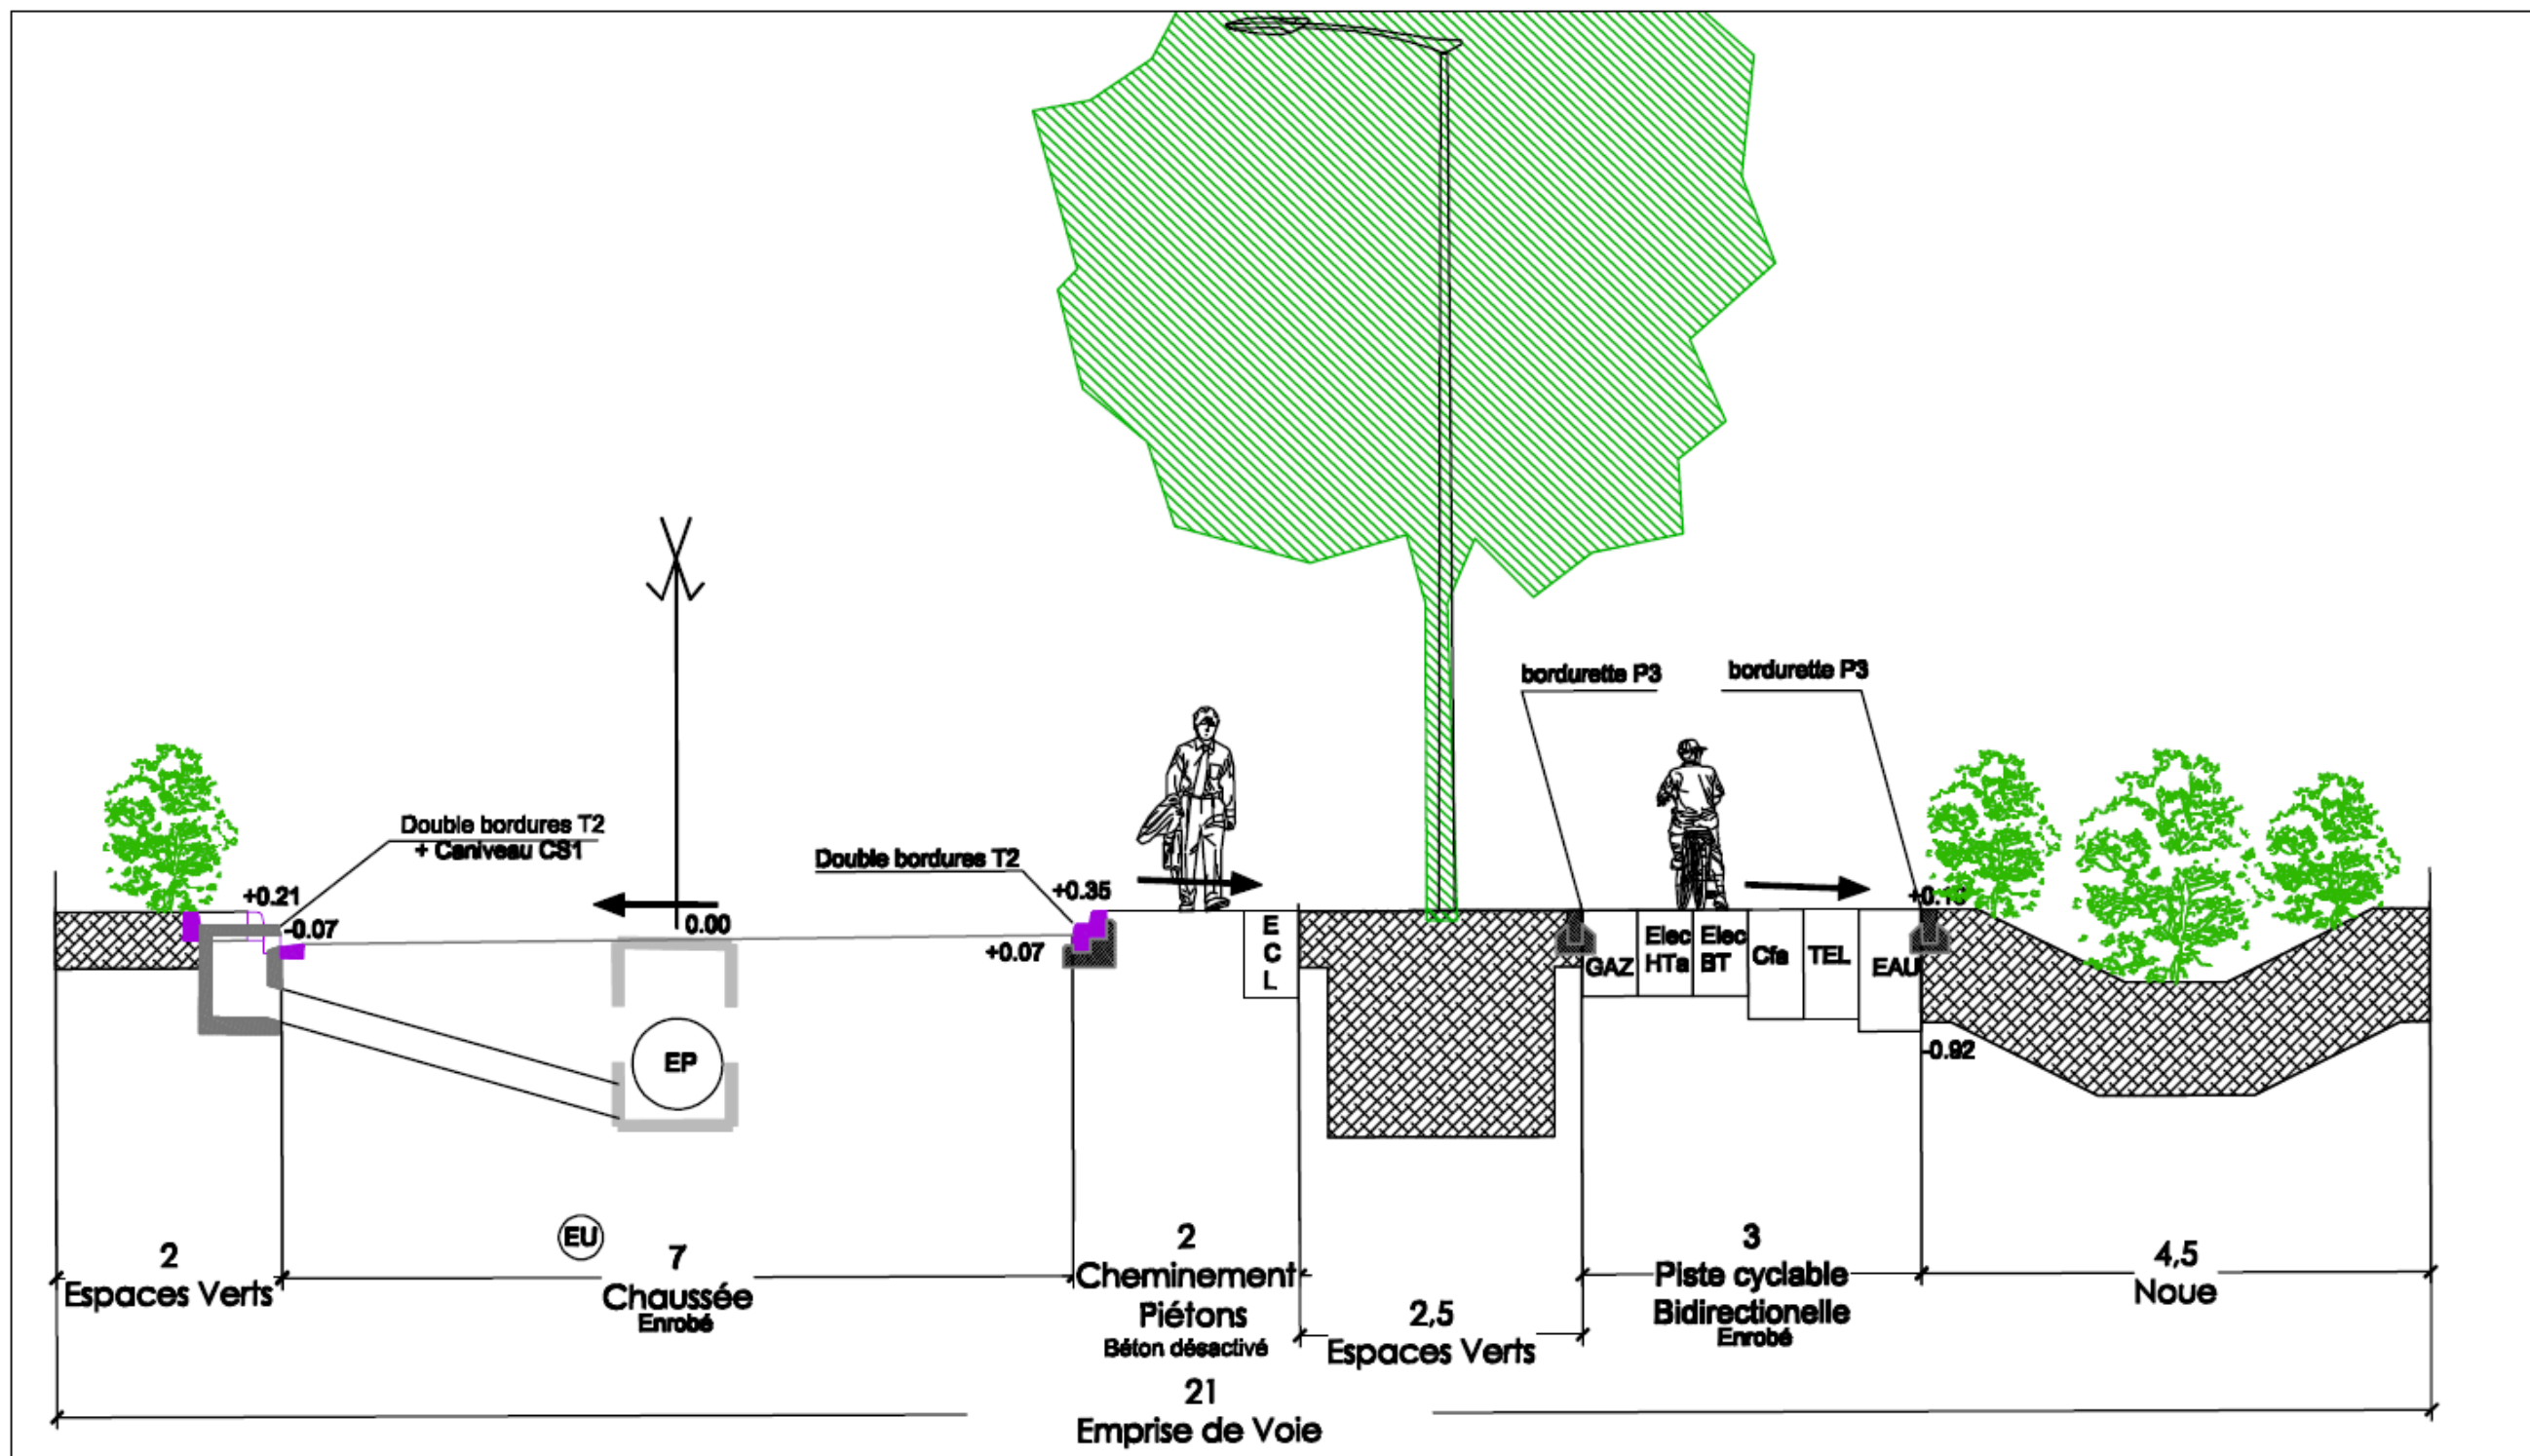 bordurette P3
bordurette P3
Double bordures T2
+ Caniveau CS1
Double bordures T2
+0.21
-0.07
0.00
+0.35
+0.07
E
C
L
GAZ
Elec
HTa
Elec
BT
Cfa
TEL
EAU
-0.92
EP
EU
2
Espaces Verts
7
Chaussée
Enrobé
2
Cheminement
Piétons
Béton désactivé
2,5
Espaces Verts
3
Piste cyclable
Bidirectionelle
Enrobé
4,5
Noue
21
Emprise de Voie